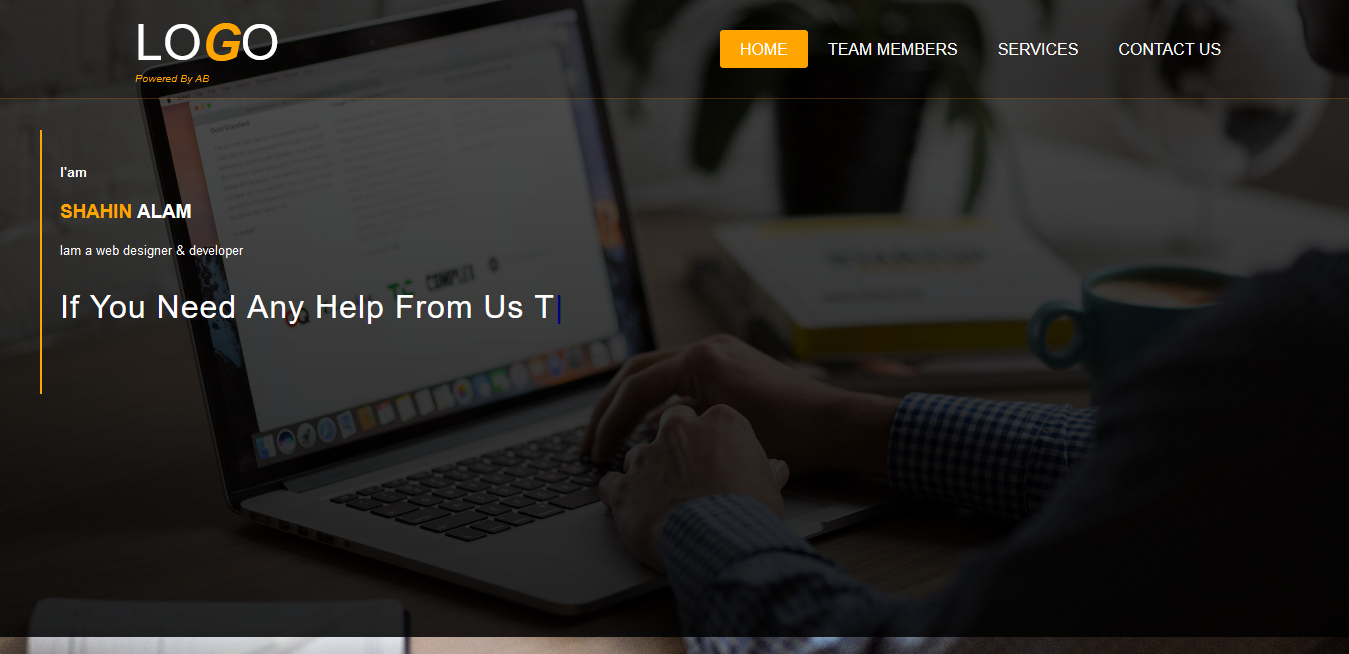 LOGO
Powered By AB
HOME TEAM MEMBERS SERVICES CONTACT US
I'am
SHAHIN ALAM
Iam a web designer & developer
If You Need Any Help From Us T